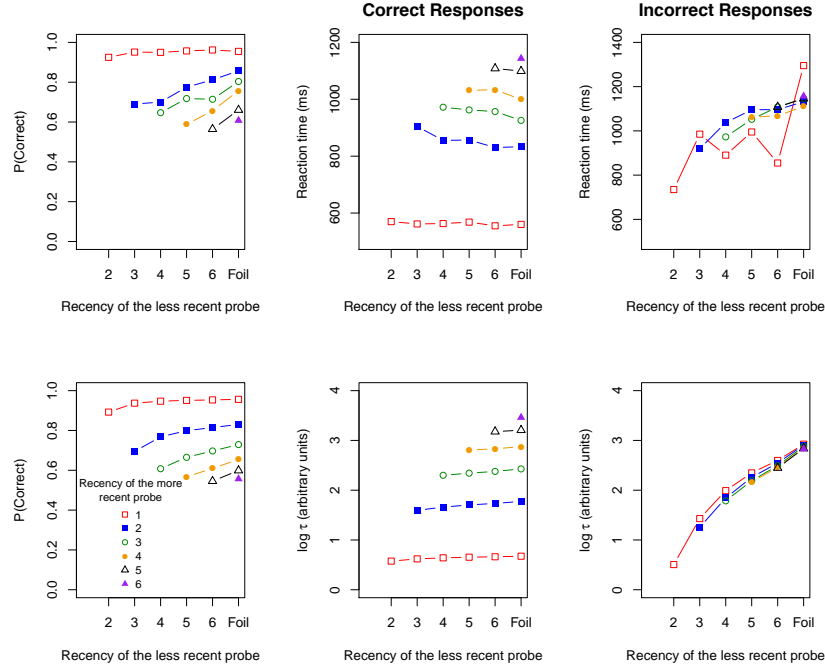 Correct Responses
Incorrect Responses
P(Correct)
0.0 0.2 0.4 0.6 0.8 1.0
2 3 4 5 6 Foil
Recency of the less recent probe
Reaction time (ms)
600 800 1000 1200
2 3 4 5 6 Foil
Recency of the less recent probe
Reaction time (ms)
600 800 1000 1200 1400
2 3 4 5 6 Foil
Recency of the less recent probe
P(Correct)
0.0 0.2 0.4 0.6 0.8 1.0
Recency of the more
recent probe
1
2
3
4
5
6
2 3 4 5 6 Foil
Recency of the less recent probe
log τ (arbitrary units)
0 1 2 3 4
2 3 4 5 6 Foil
Recency of the less recent probe
log τ (arbitrary units)
0 1 2 3 4
2 3 4 5 6 Foil
Recency of the less recent probe